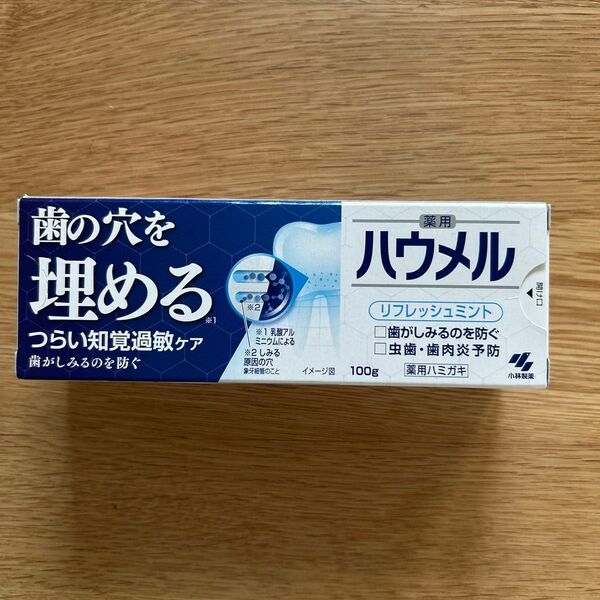 歯の穴を
埋める※1
つらい知覚過敏ケア
歯がしみるのを防ぐ
※2
※1 乳酸アル
ミニウムによる
※2 しみる
原因の穴
象牙細管のこと
イメージ図
100g
薬用
ハウメル
リフレッシュミント
□歯がしみるのを防ぐ
□虫歯・歯肉炎予防
薬用ハミガキ
開け口
小林製薬